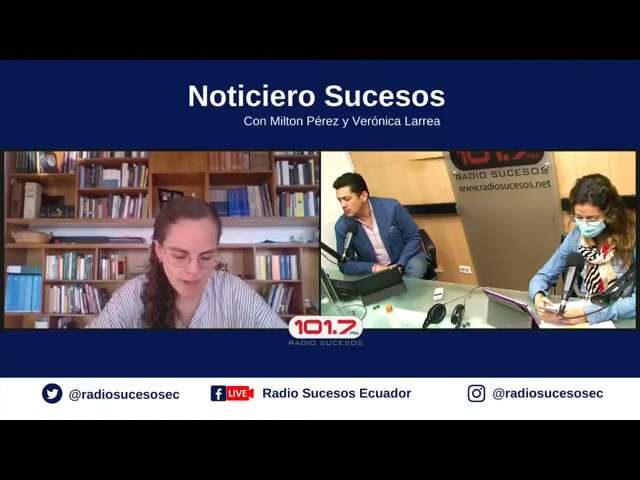 Noticiero Sucesos
Con Milton Pérez y Verónica Larrea
101.7
RADIO SUCESOS
www.radiosucesos.net
101.7
RADIO SUCESOS
@radiosucesosec
f LIVE
Radio Sucesos Ecuador
@radiosucesosec